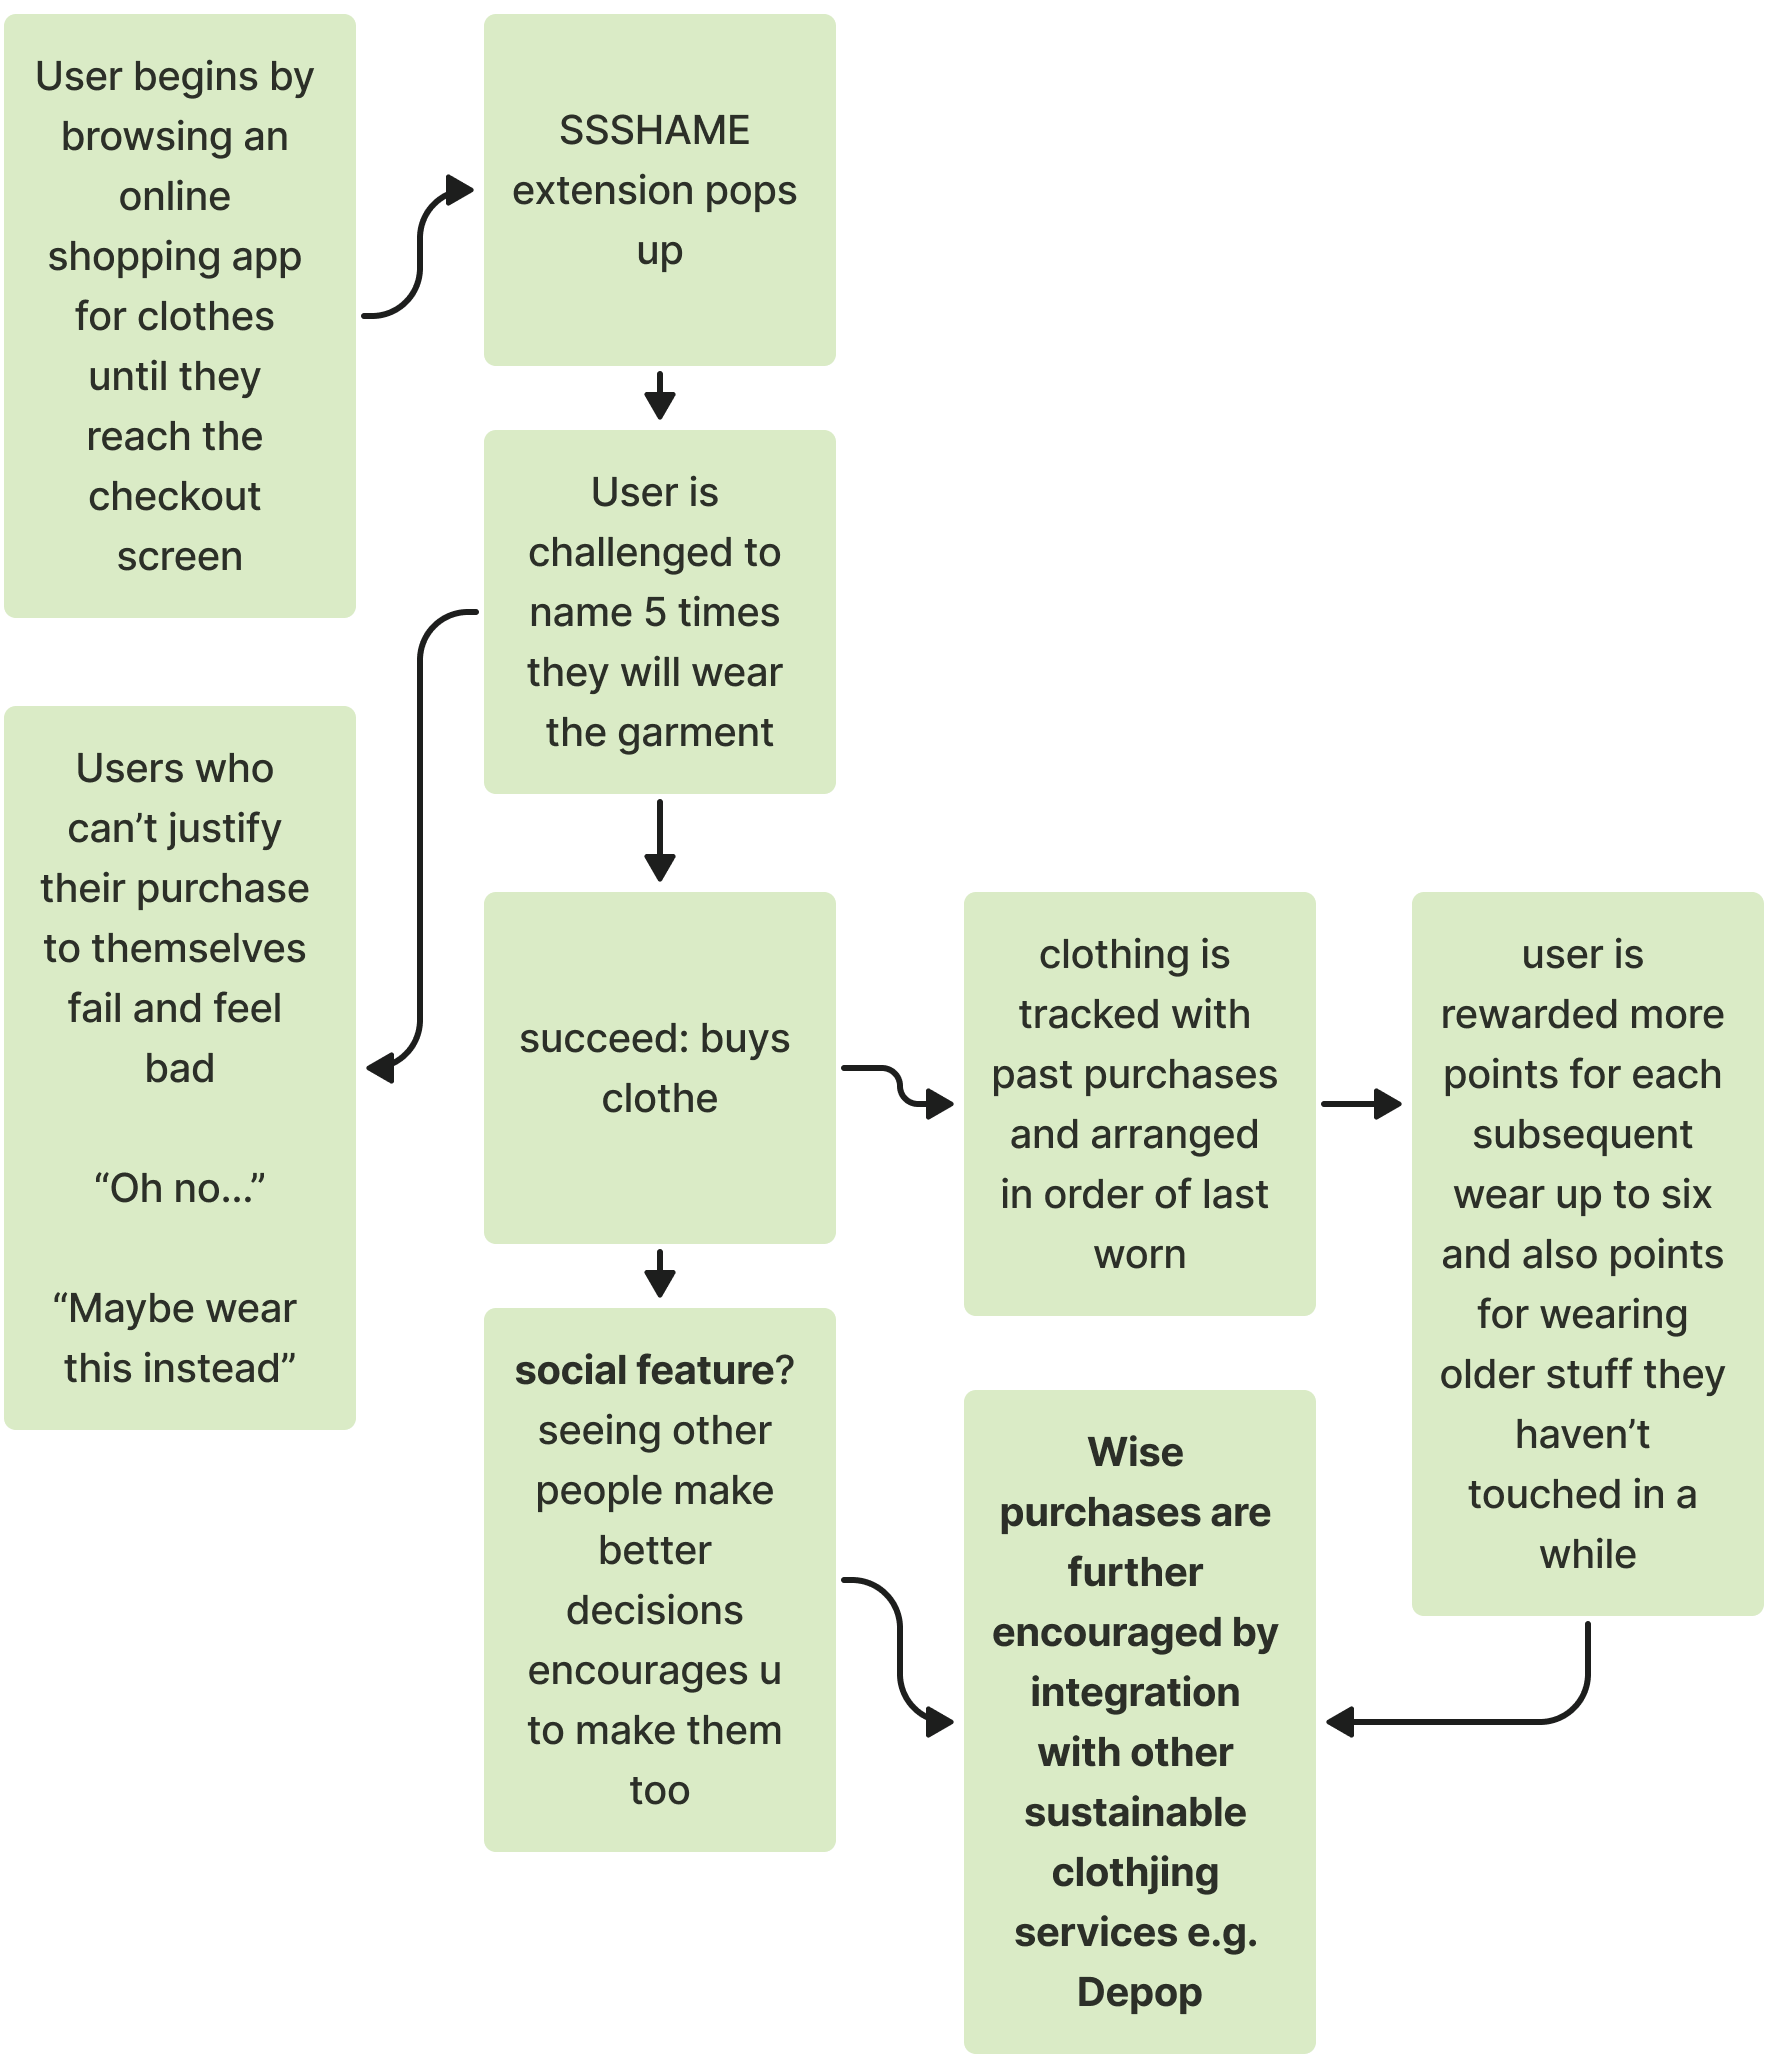 User begins by
browsing an
online
shopping app
for clothes
until they
reach the
checkout
screen
SSSHAME
extension pops
up
User is
challenged to
name 5 times
they will wear
the garment
Users who
can’t justify
their purchase
to themselves
fail and feel
bad
“Oh no...”
“Maybe wear
this instead”
succeed: buys
clothe
clothing is
tracked with
past purchases
and arranged
in order of last
worn
user is
rewarded more
points for each
subsequent
wear up to six
and also points
for wearing
older stuff they
haven’t
touched in a
while
social feature?
seeing other
people make
better
decisions
encourages u
to make them
too
Wise
purchases are
further
encouraged by
integration
with other
sustainable
clothjing
services e.g.
Depop